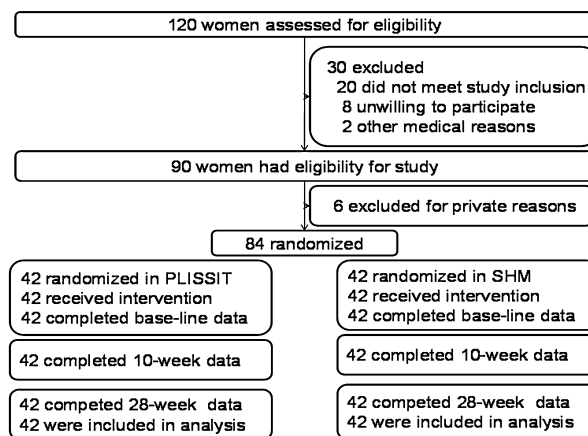 120 women assessed for eligibility
30 excluded
20 did not meet study inclusion
8 unwilling to participate
2 other medical reasons
90 women had eligibility for study
6 excluded for private reasons
84 randomized
42 randomized in PLISSIT
42 received intervention
42 completed base-line data
42 randomized in SHM
42 received intervention
42 completed base-line data
42 completed 10-week data
42 completed 10-week data
42 competed 28-week data
42 were included in analysis
42 competed 28-week data
42 were included in analysis